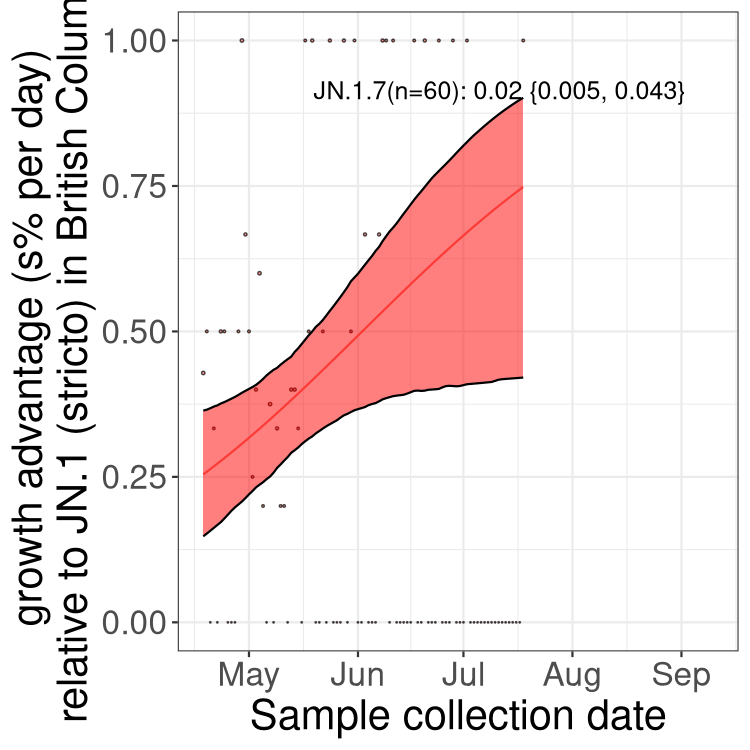 growth advantage (s% per day)
relative to JN.1 (stricto) in British Colum
1.00
0.75
0.50
0.25
0.00
JN.1.7(n=60): 0.02 {0.005, 0.043}
May Jun Jul Aug Sep
Sample collection date